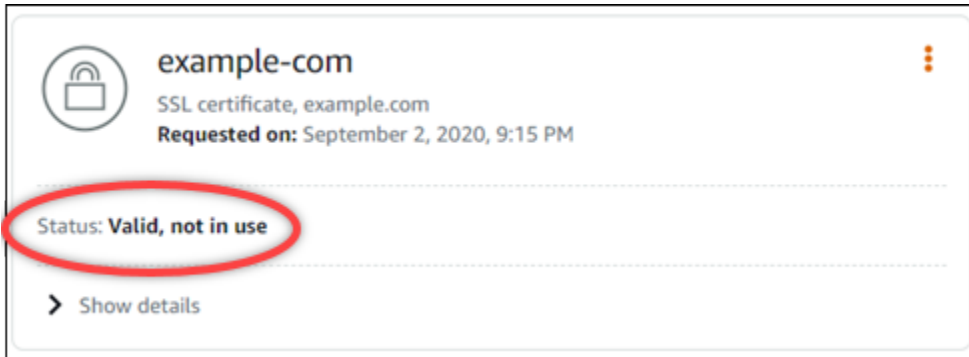 example-com
SSL certificate, example.com
Requested on: September 2, 2020, 9:15 PM
Status: Valid, not in use
Show details